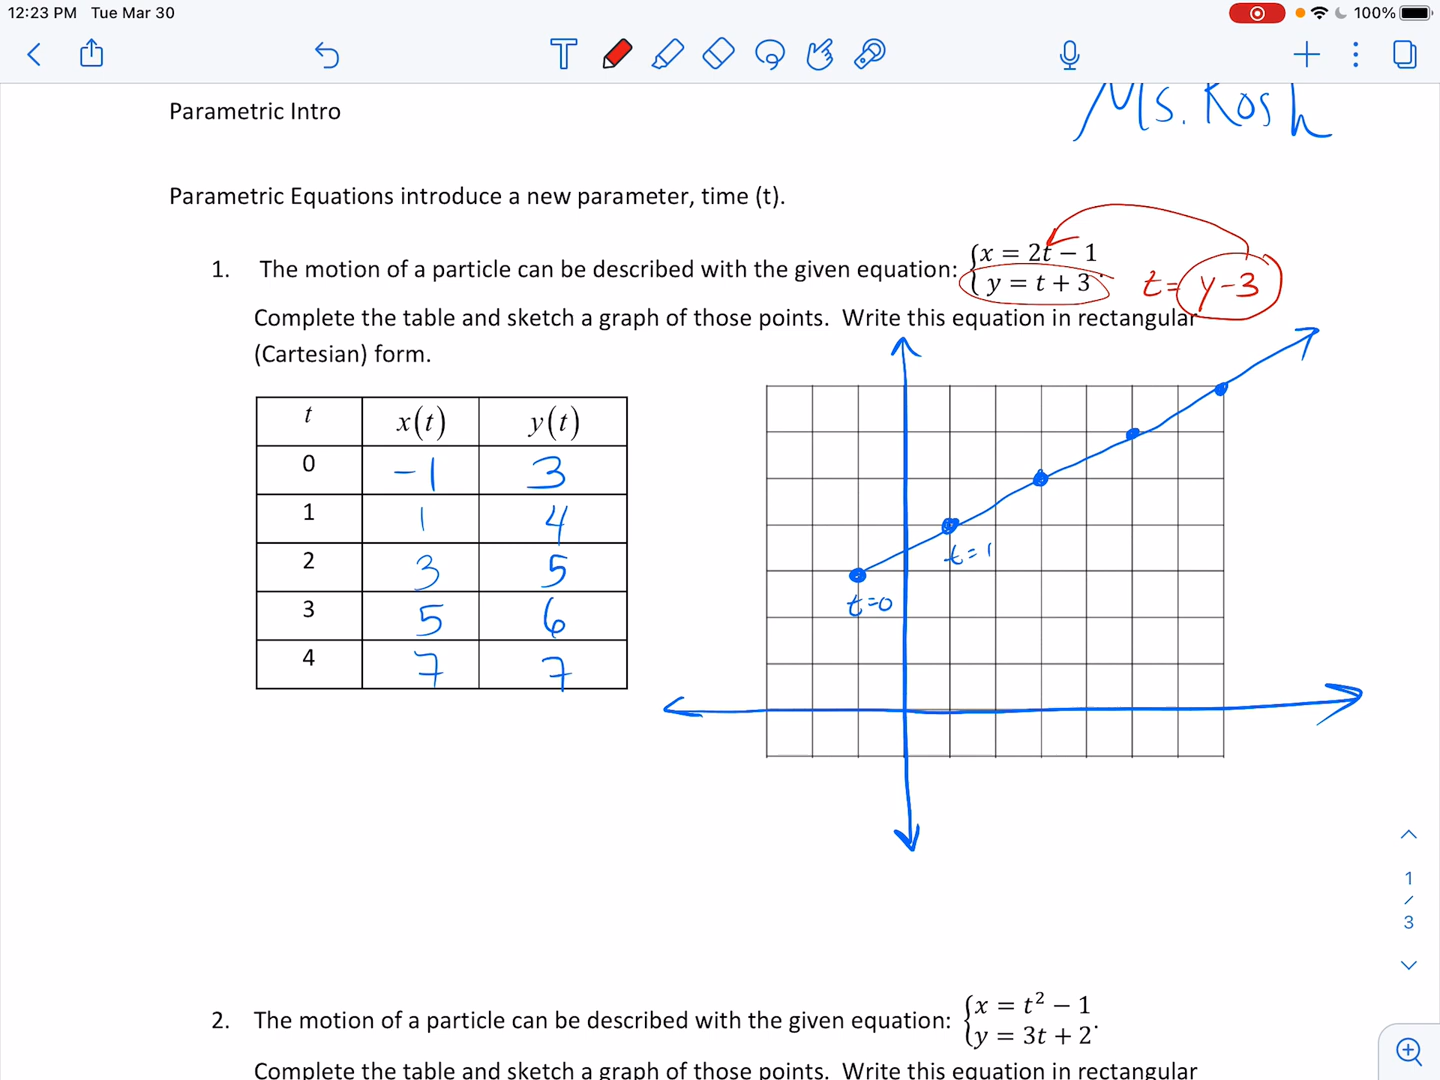 12:23 PM Tue Mar 30 100%
Ms. Kosh
Parametric Intro
Parametric Equations introduce a new parameter, time (t).
1. The motion of a particle can be described with the given equation: {x = 2t − 1
y = t + 3.
t = y−3
Complete the table and sketch a graph of those points. Write this equation in rectangular
(Cartesian) form.
t x(t) y(t)
0 −1 3
1 1 4
2 3 5
3 5 6
4 7 7
t=1
t=0
1
/
3
2. The motion of a particle can be described with the given equation: {x = t² − 1
y = 3t + 2.
Complete the table and sketch a graph of those points. Write this equation in rectangular